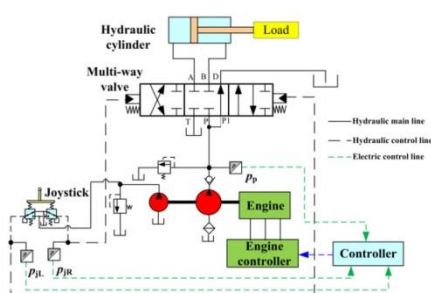 Hydraulic
cylinder
Load
Multi-way
valve
A B D
T P P1
Hydraulic main line
Hydraulic control line
Electric control line
Joystick
pp
w
Engine
Engine
controller
Controller
pjL
pjR